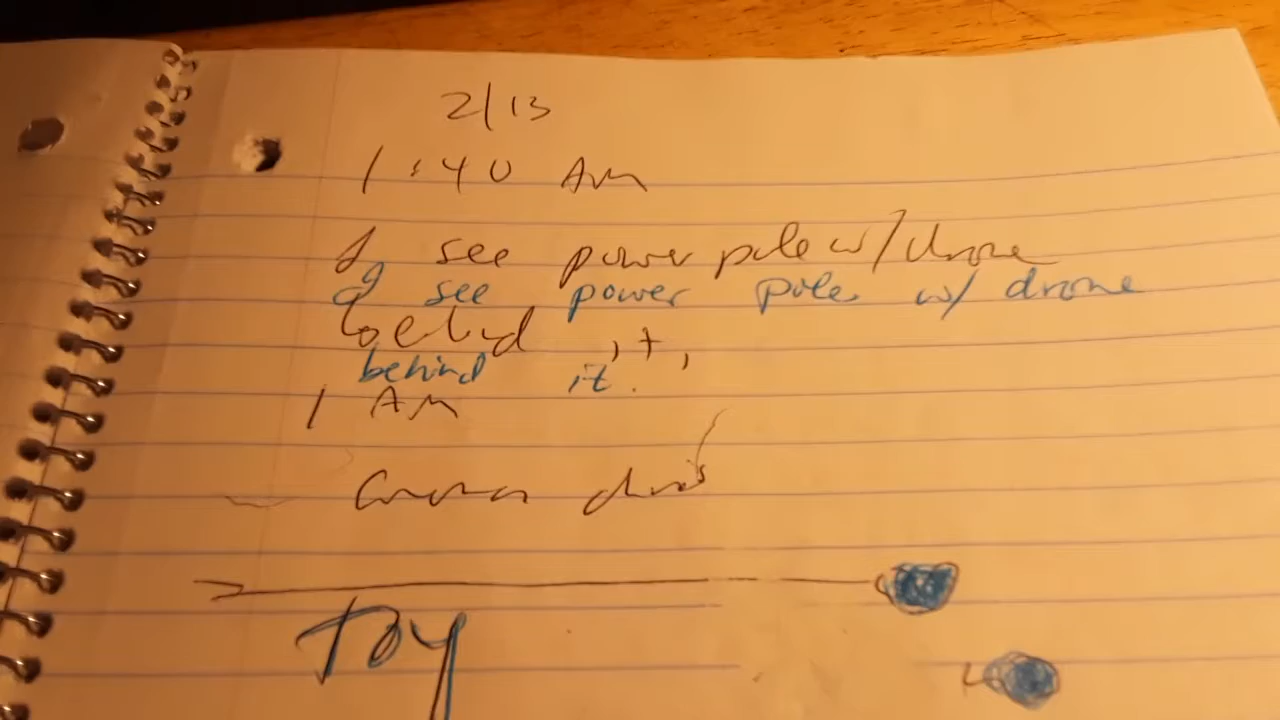 2/13
1:40 AM
I see power pole w/ drone
I see power pole w/ drone
behind it,
behind it.
1 AM
Toy